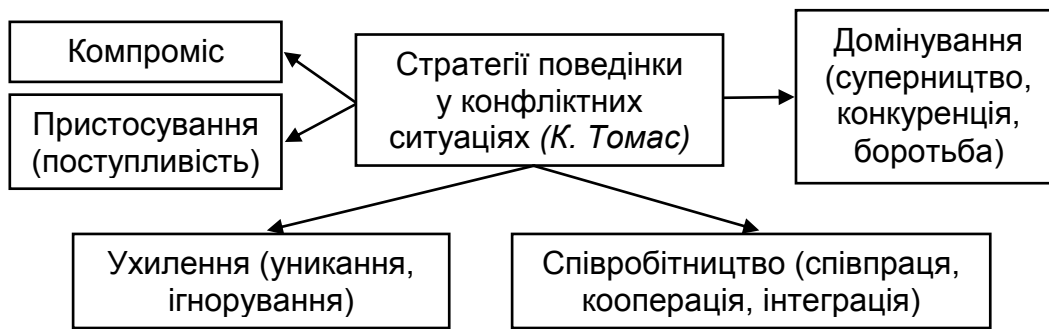 Компроміс
Пристосування
(поступливість)
Стратегії поведінки
у конфліктних
ситуаціях (К. Томас)
Домінування
(суперництво,
конкуренція,
боротьба)
Ухилення (уникання,
ігнорування)
Співробітництво (співпраця,
кооперація, інтеграція)